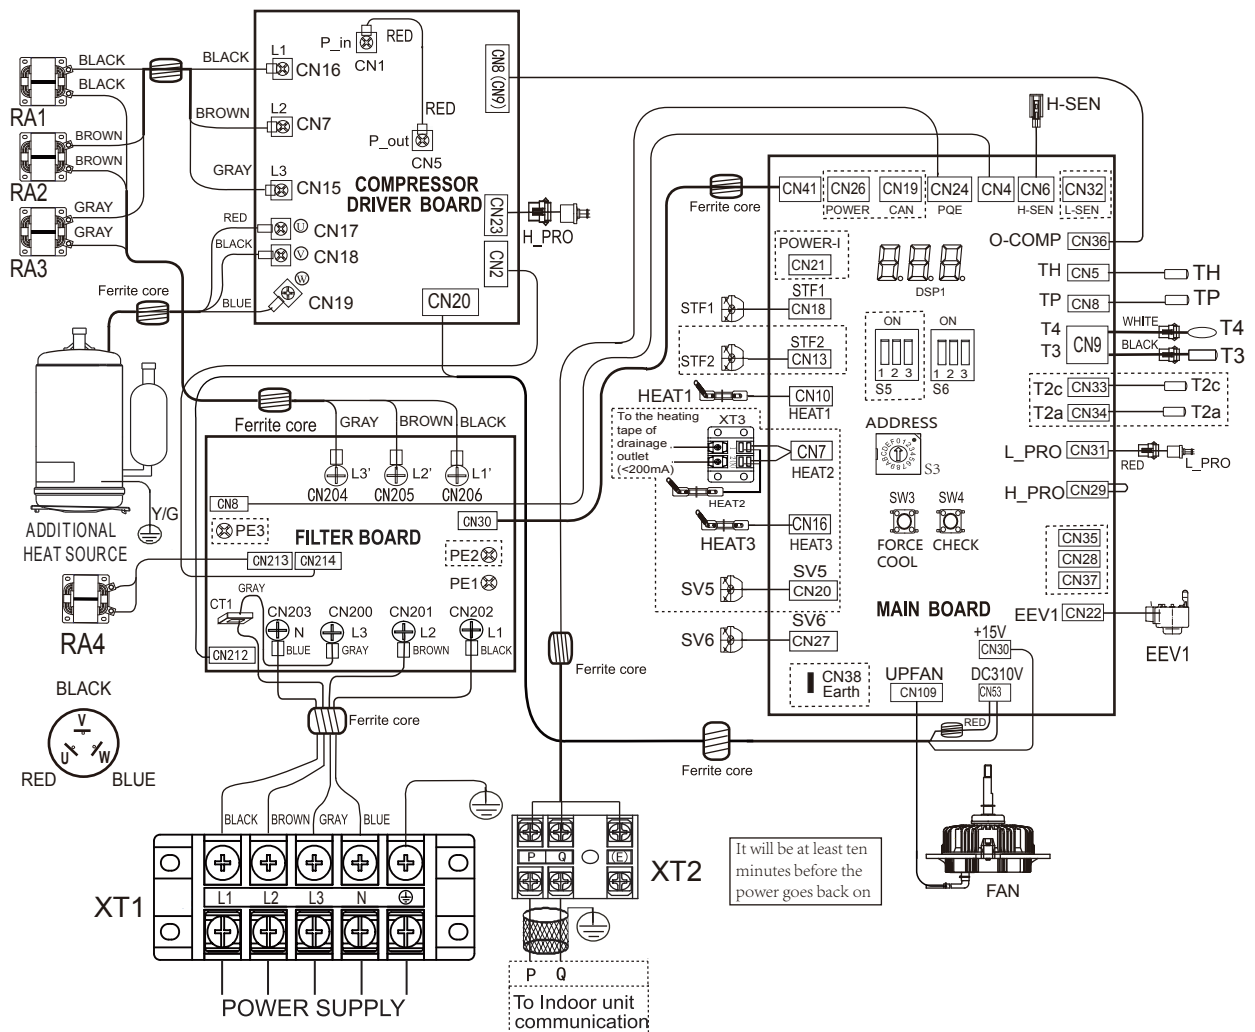 BLACK
BLACK
RA1
BROWN
BROWN
RA2
GRAY
GRAY
RA3
BLACK
BROWN
GRAY
RED
BLACK
BLUE
Ferrite core
L1
CN16
L2
CN7
L3
CN15
U
CN17
V
CN18
W
CN19
P_in
CN1
RED
RED
P_out
CN5
CN8(CN9)
COMPRESSOR
DRIVER BOARD
CN23
CN2
CN20
H_PRO
ADDITIONAL
HEAT SOURCE
Y/G
RA4
BLACK
V
U
W
RED
BLUE
Ferrite core
GRAY
BROWN
BLACK
L3'
L2'
L1'
CN204
CN205
CN206
CN8
CN30
PE3
FILTER BOARD
CN213
CN214
PE2
PE1
GRAY
CT1
CN203
CN200
CN201
CN202
N
L3
L2
L1
BLUE
GRAY
BROWN
BLACK
CN212
Ferrite core
BLACK
BROWN
GRAY
BLUE
XT1
L1
L2
L3
N
POWER SUPPLY
XT2
P
Q
(E)
P
Q
To Indoor unit
communication
Ferrite core
Ferrite core
Ferrite core
It will be at least ten
minutes before the
power goes back on
H-SEN
CN41
CN26
CN19
CN24
CN4
CN6
CN32
POWER
CAN
PQE
H-SEN
L-SEN
O-COMP
CN36
POWER-I
CN21
DSP1
TH
CN5
TH
TP
CN8
TP
STF1
STF1
CN18
STF2
STF2
CN13
ON
1 2 3
S5
ON
1 2 3
S6
T4
T3
CN9
WHITE
BLACK
T4
T3
T2c
CN33
T2c
T2a
CN34
T2a
HEAT1
CN10
HEAT1
To the heating
tape of
drainage
outlet
(<200mA)
XT3
CN7
HEAT2
HEAT2
ADDRESS
S3
L_PRO
CN31
RED
L_PRO
H_PRO
CN29
SW3
SW4
FORCE
COOL
CHECK
HEAT3
CN16
HEAT3
CN35
CN28
CN37
SV5
SV5
CN20
MAIN BOARD
EEV1
CN22
EEV1
SV6
SV6
CN27
+15V
CN30
CN38
Earth
UPFAN
CN109
DC310V
CN53
RED
FAN